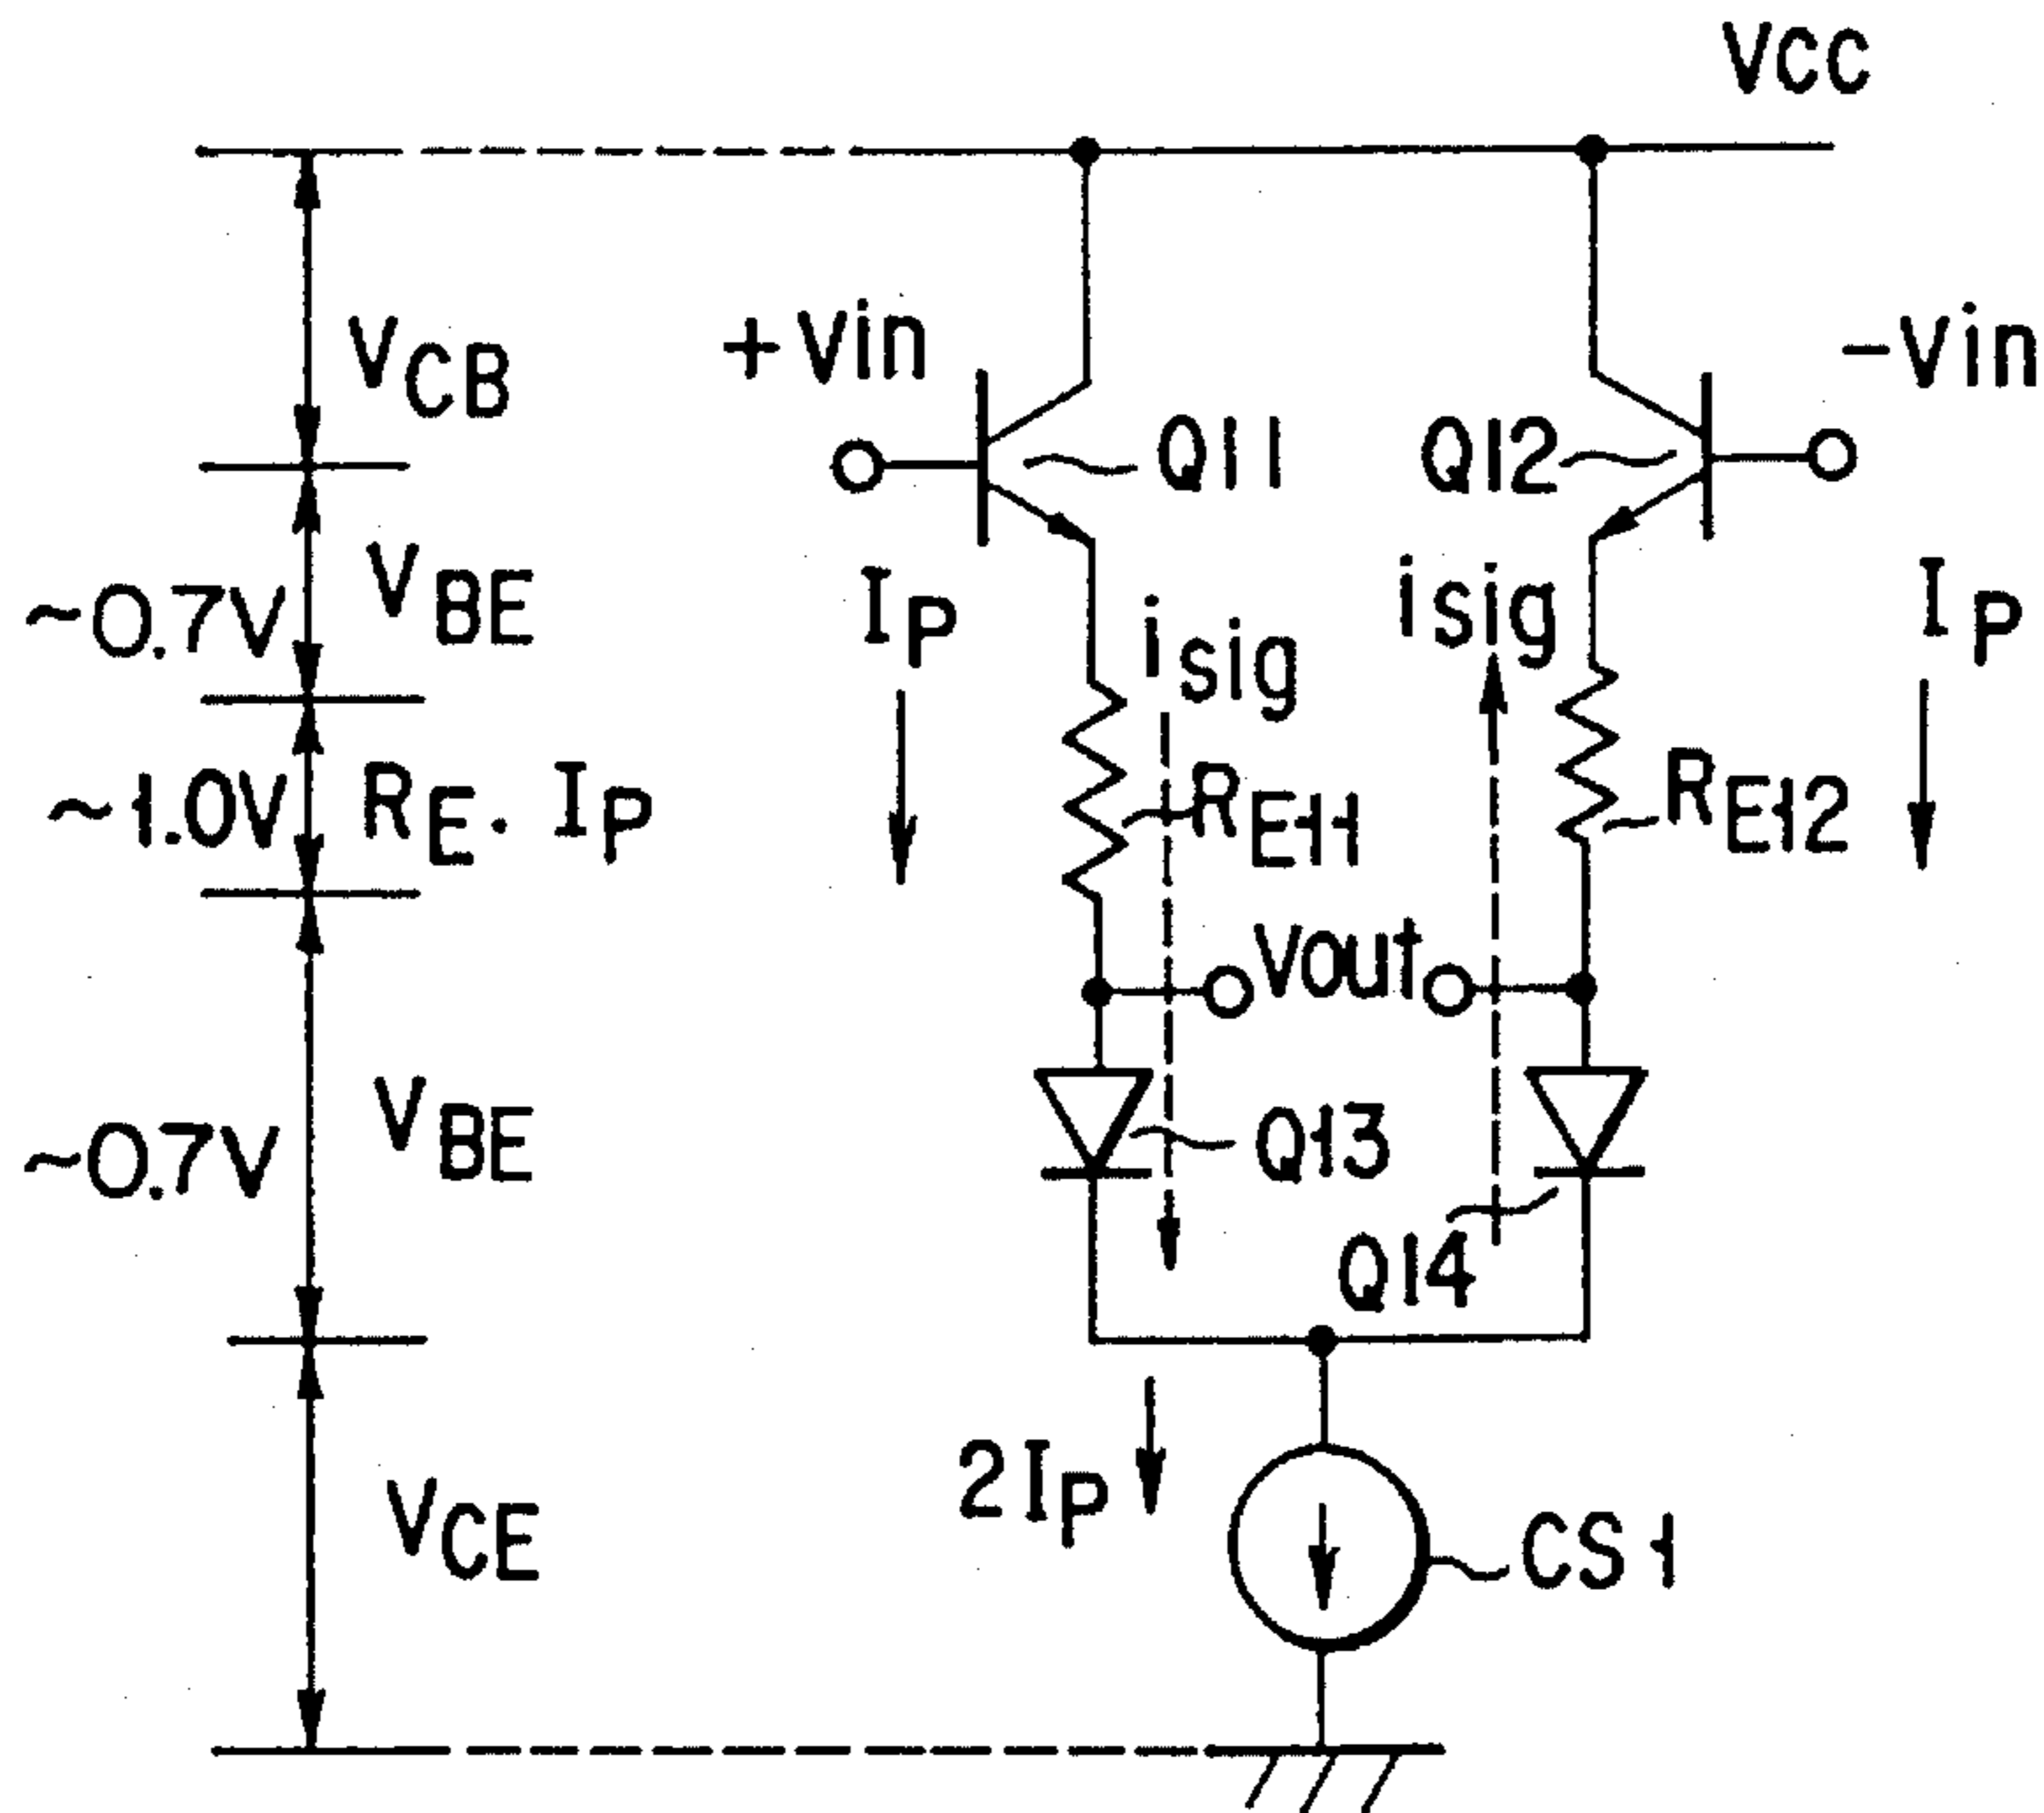 VCC
VCB
+vin
-vin
Q11
Q12
~0.7V
VBE
IP
isig
isig
IP
~1.0V
RE. IP
RE11
RE12
vout
~0.7V
VBE
Q13
Q14
VCE
2IP
CS1